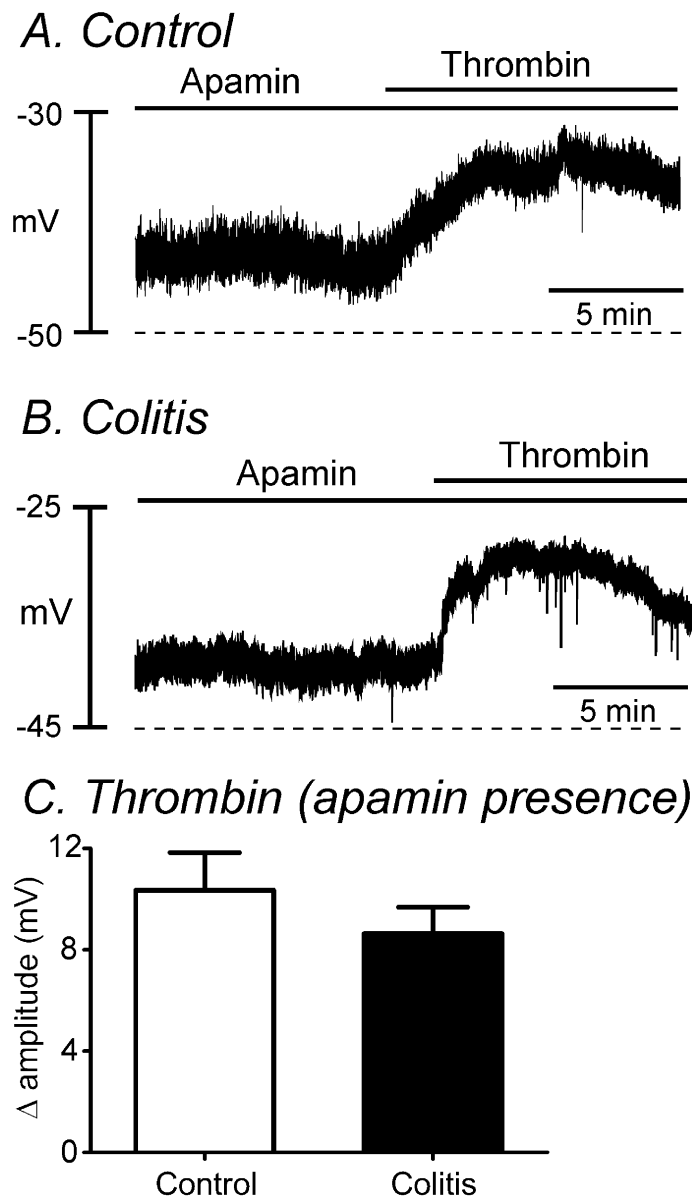 A. Control
Thrombin
Apamin
-30
mV
5 min
-50
B. Colitis
Thrombin
Apamin
-25
mV
5 min
-45
C. Thrombin (apamin presence)
12
8
4
0
Δ amplitude (mV)
Control
Colitis